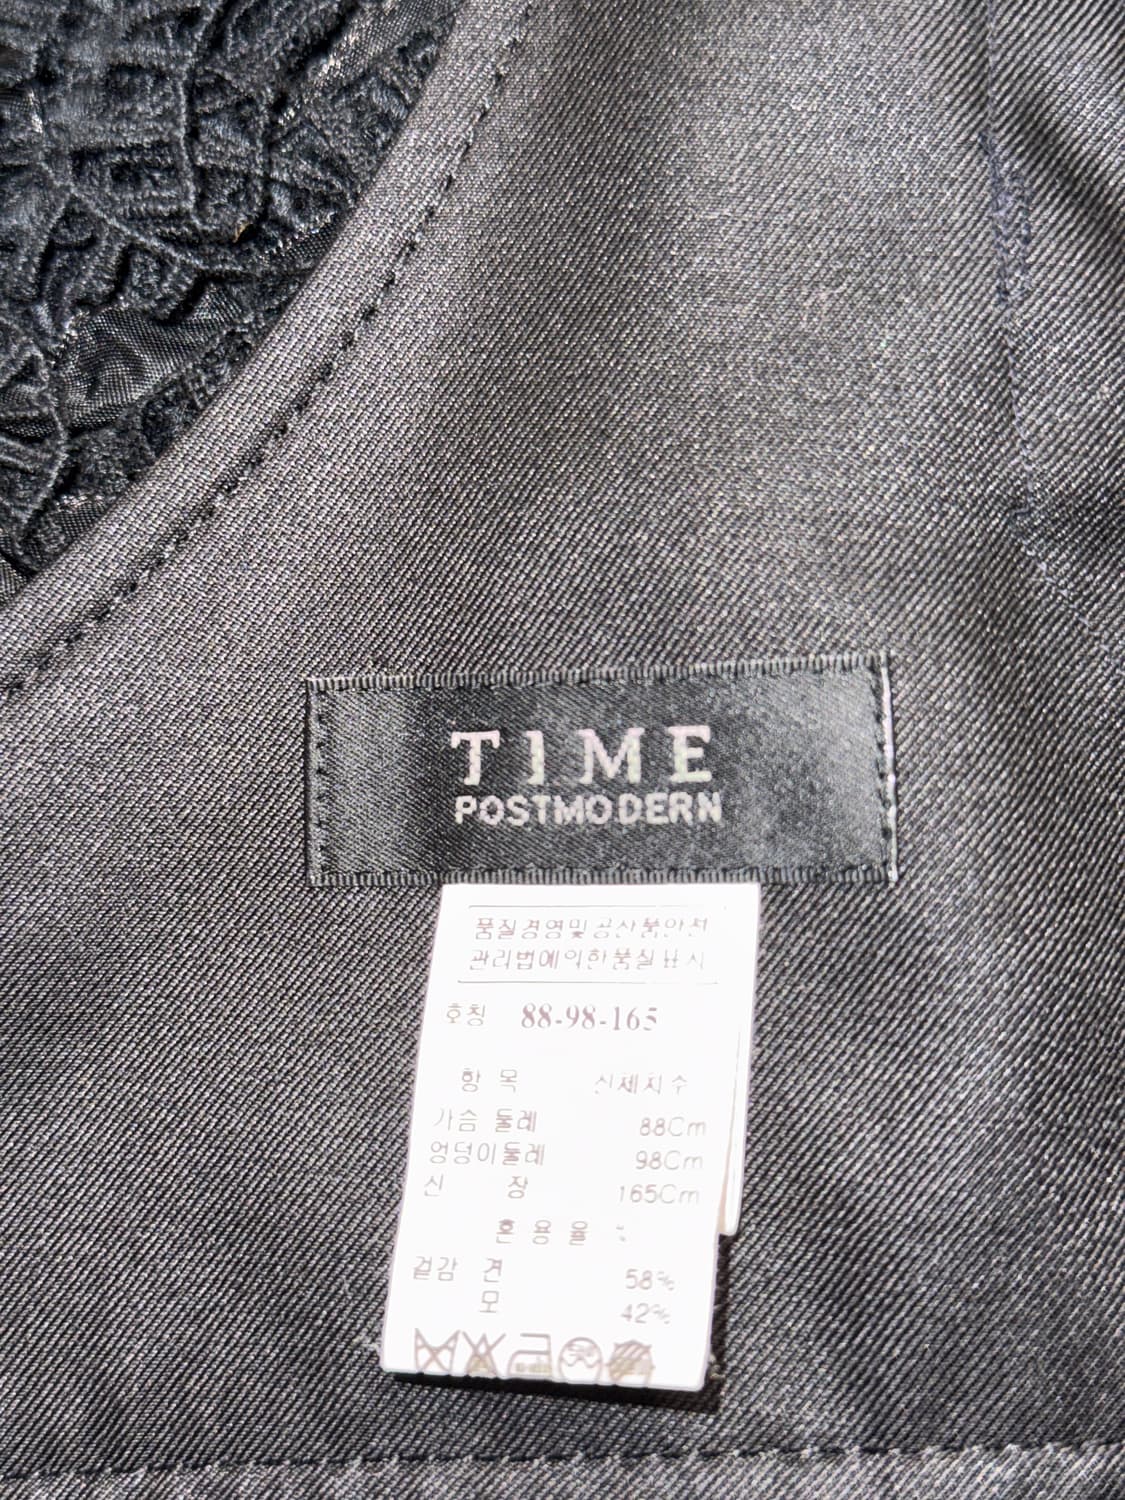 TIME
POSTMODERN
품질경영및 공산품안전
관리법에의한품질표시
호칭 88-98-165
항 목 신체치수
가슴 둘레 88Cm
엉덩이둘레 98Cm
신 장 165Cm
혼 용 율
겉감 견 58%
모 42%